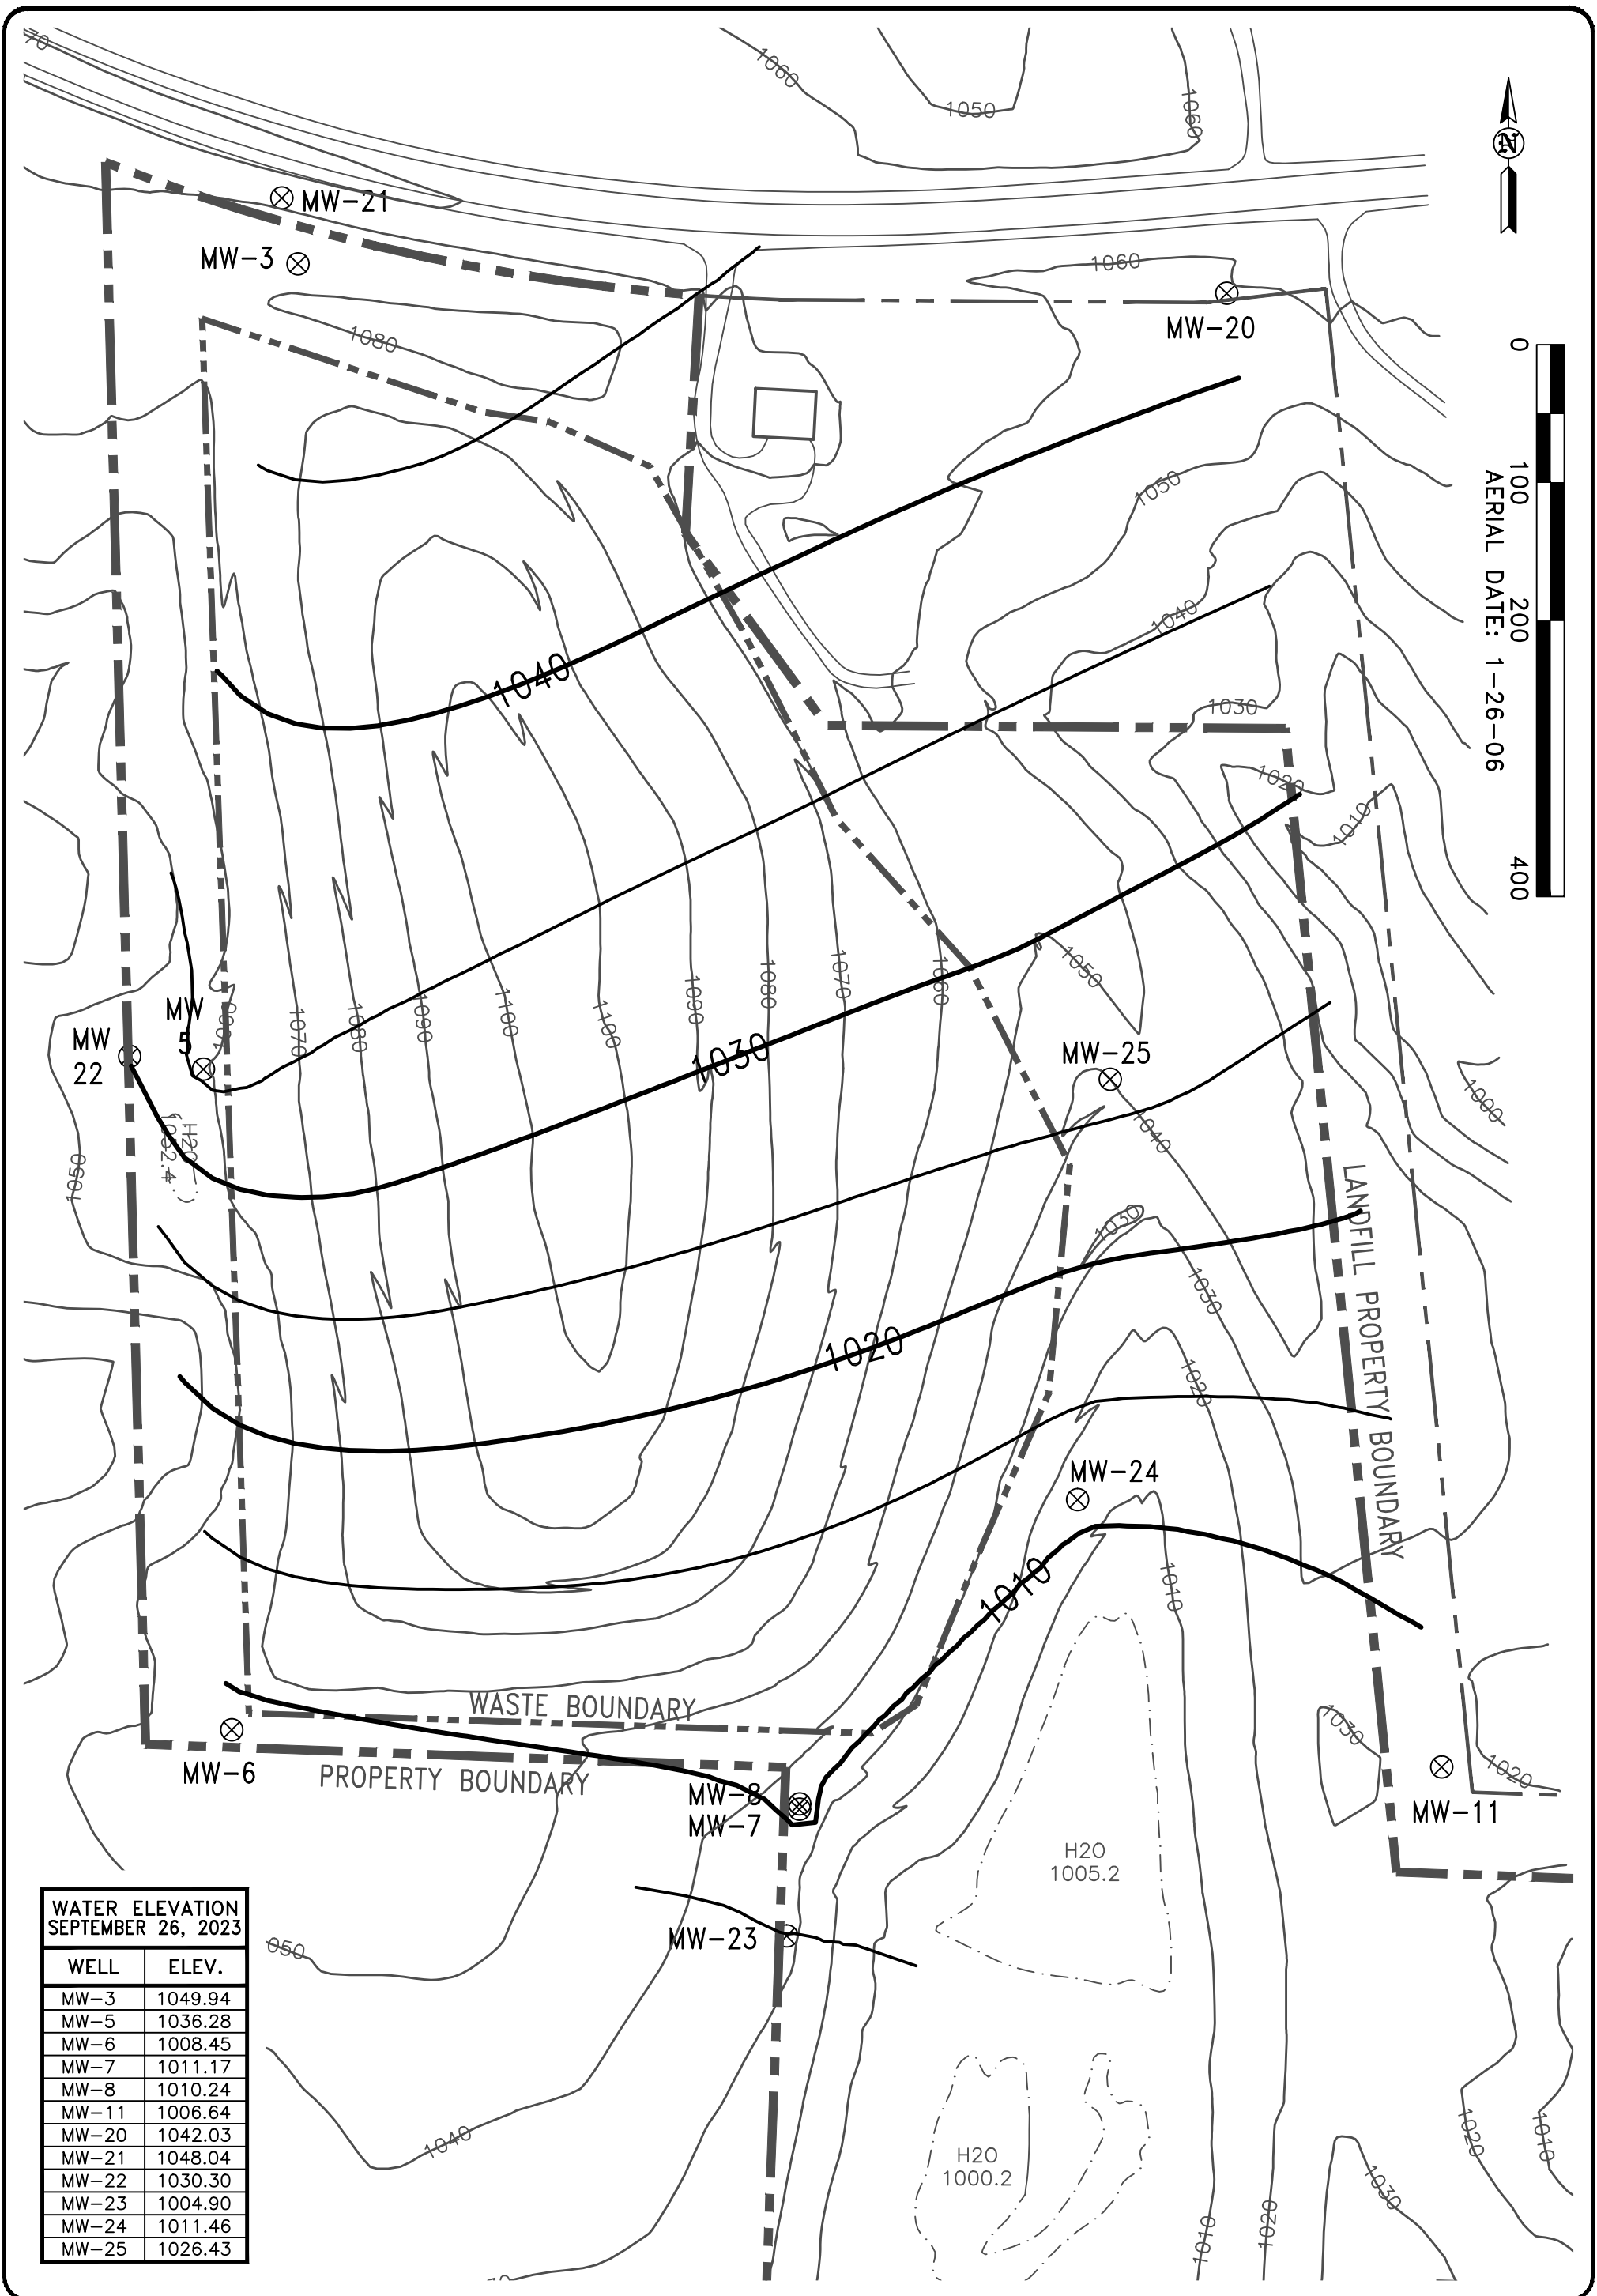 70
1060
1050
1060
N
MW-21
MW-3
1060
MW-20
1080
0
100
200
400
AERIAL DATE: 1-26-06
1050
1040
1040
1030
1020
1010
MW
5
MW
22
1060
1070
1080
1090
1100
1100
1090
1080
1070
1060
1050
1030
MW-25
1040
1000
H20
1032.4
1050
1030
1030
LANDFILL PROPERTY BOUNDARY
1020
1020
MW-24
1010
1010
WASTE BOUNDARY
PROPERTY BOUNDARY
MW-6
MW-8
MW-7
1030
1020
MW-11
H2O
1005.2
MW-23
050
1040
H2O
1000.2
1010
1020
1030
1020
1010
WATER ELEVATION
SEPTEMBER 26, 2023
WELL ELEV.
MW-3 1049.94
MW-5 1036.28
MW-6 1008.45
MW-7 1011.17
MW-8 1010.24
MW-11 1006.64
MW-20 1042.03
MW-21 1048.04
MW-22 1030.30
MW-23 1004.90
MW-24 1011.46
MW-25 1026.43